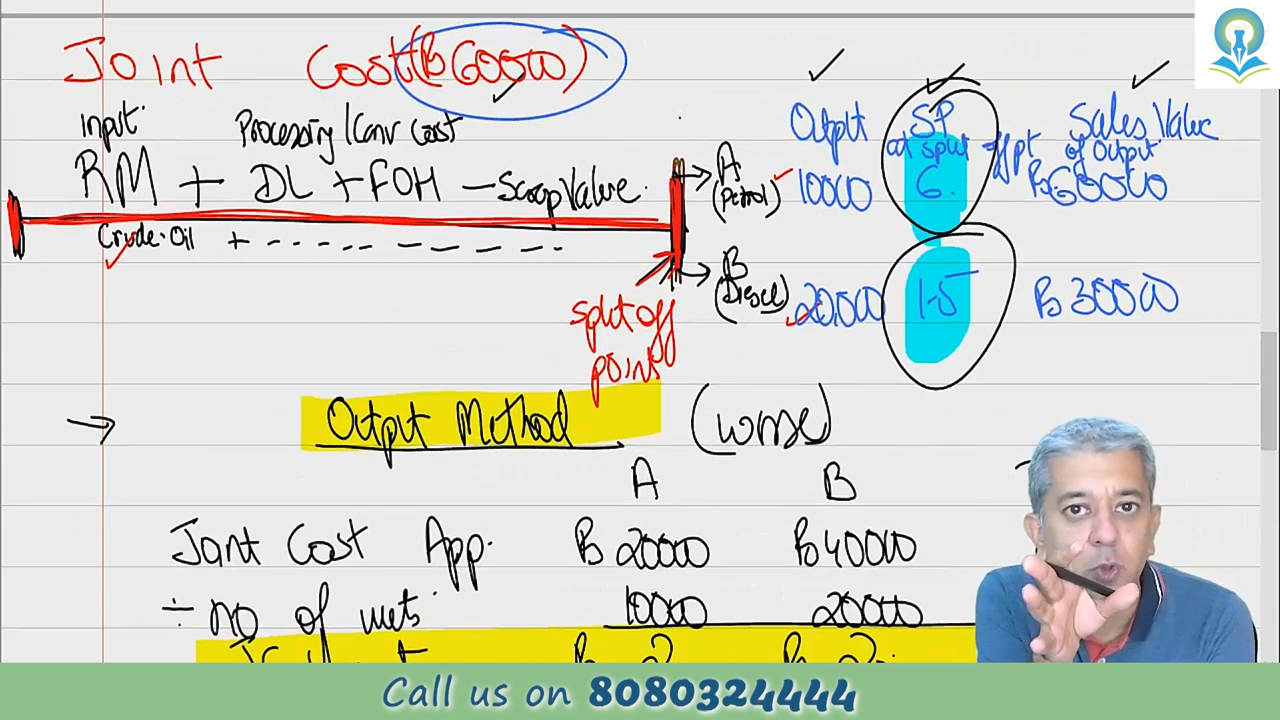 Joint Cost (₨ 60000)
Input Processing / Conv Cost
RM + DL + FOH - Scrap Value.
Crude Oil + - - - -
Output SP at split off pt Sales Value of Output
A (Petrol) 10000 6. ₨ 60000
B (Diesel) 20,000 1.5 ₨ 30000
split off point
→ Output Method (worse)
A B
Joint Cost App. ₨ 20000 ₨ 40000
÷ no of units 10000 20000
Call us on 8080324444